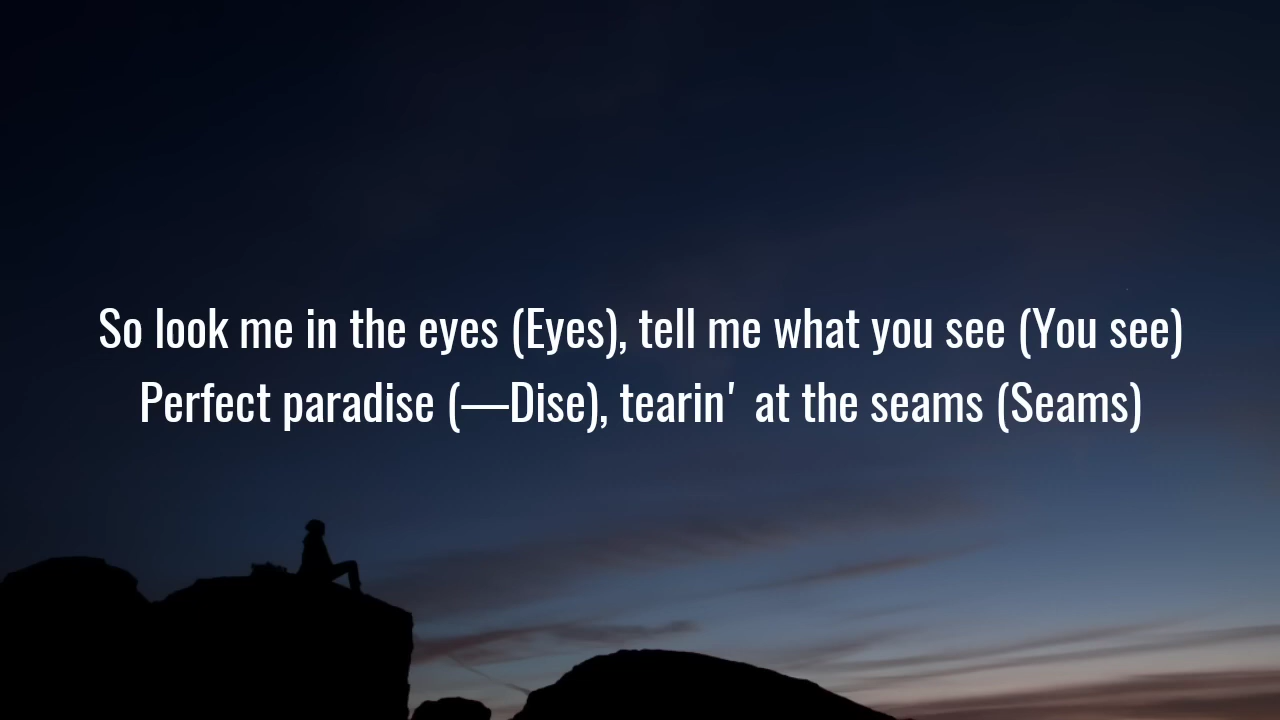 So look me in the eyes (Eyes), tell me what you see (You see)
Perfect paradise (—Dise), tearin' at the seams (Seams)